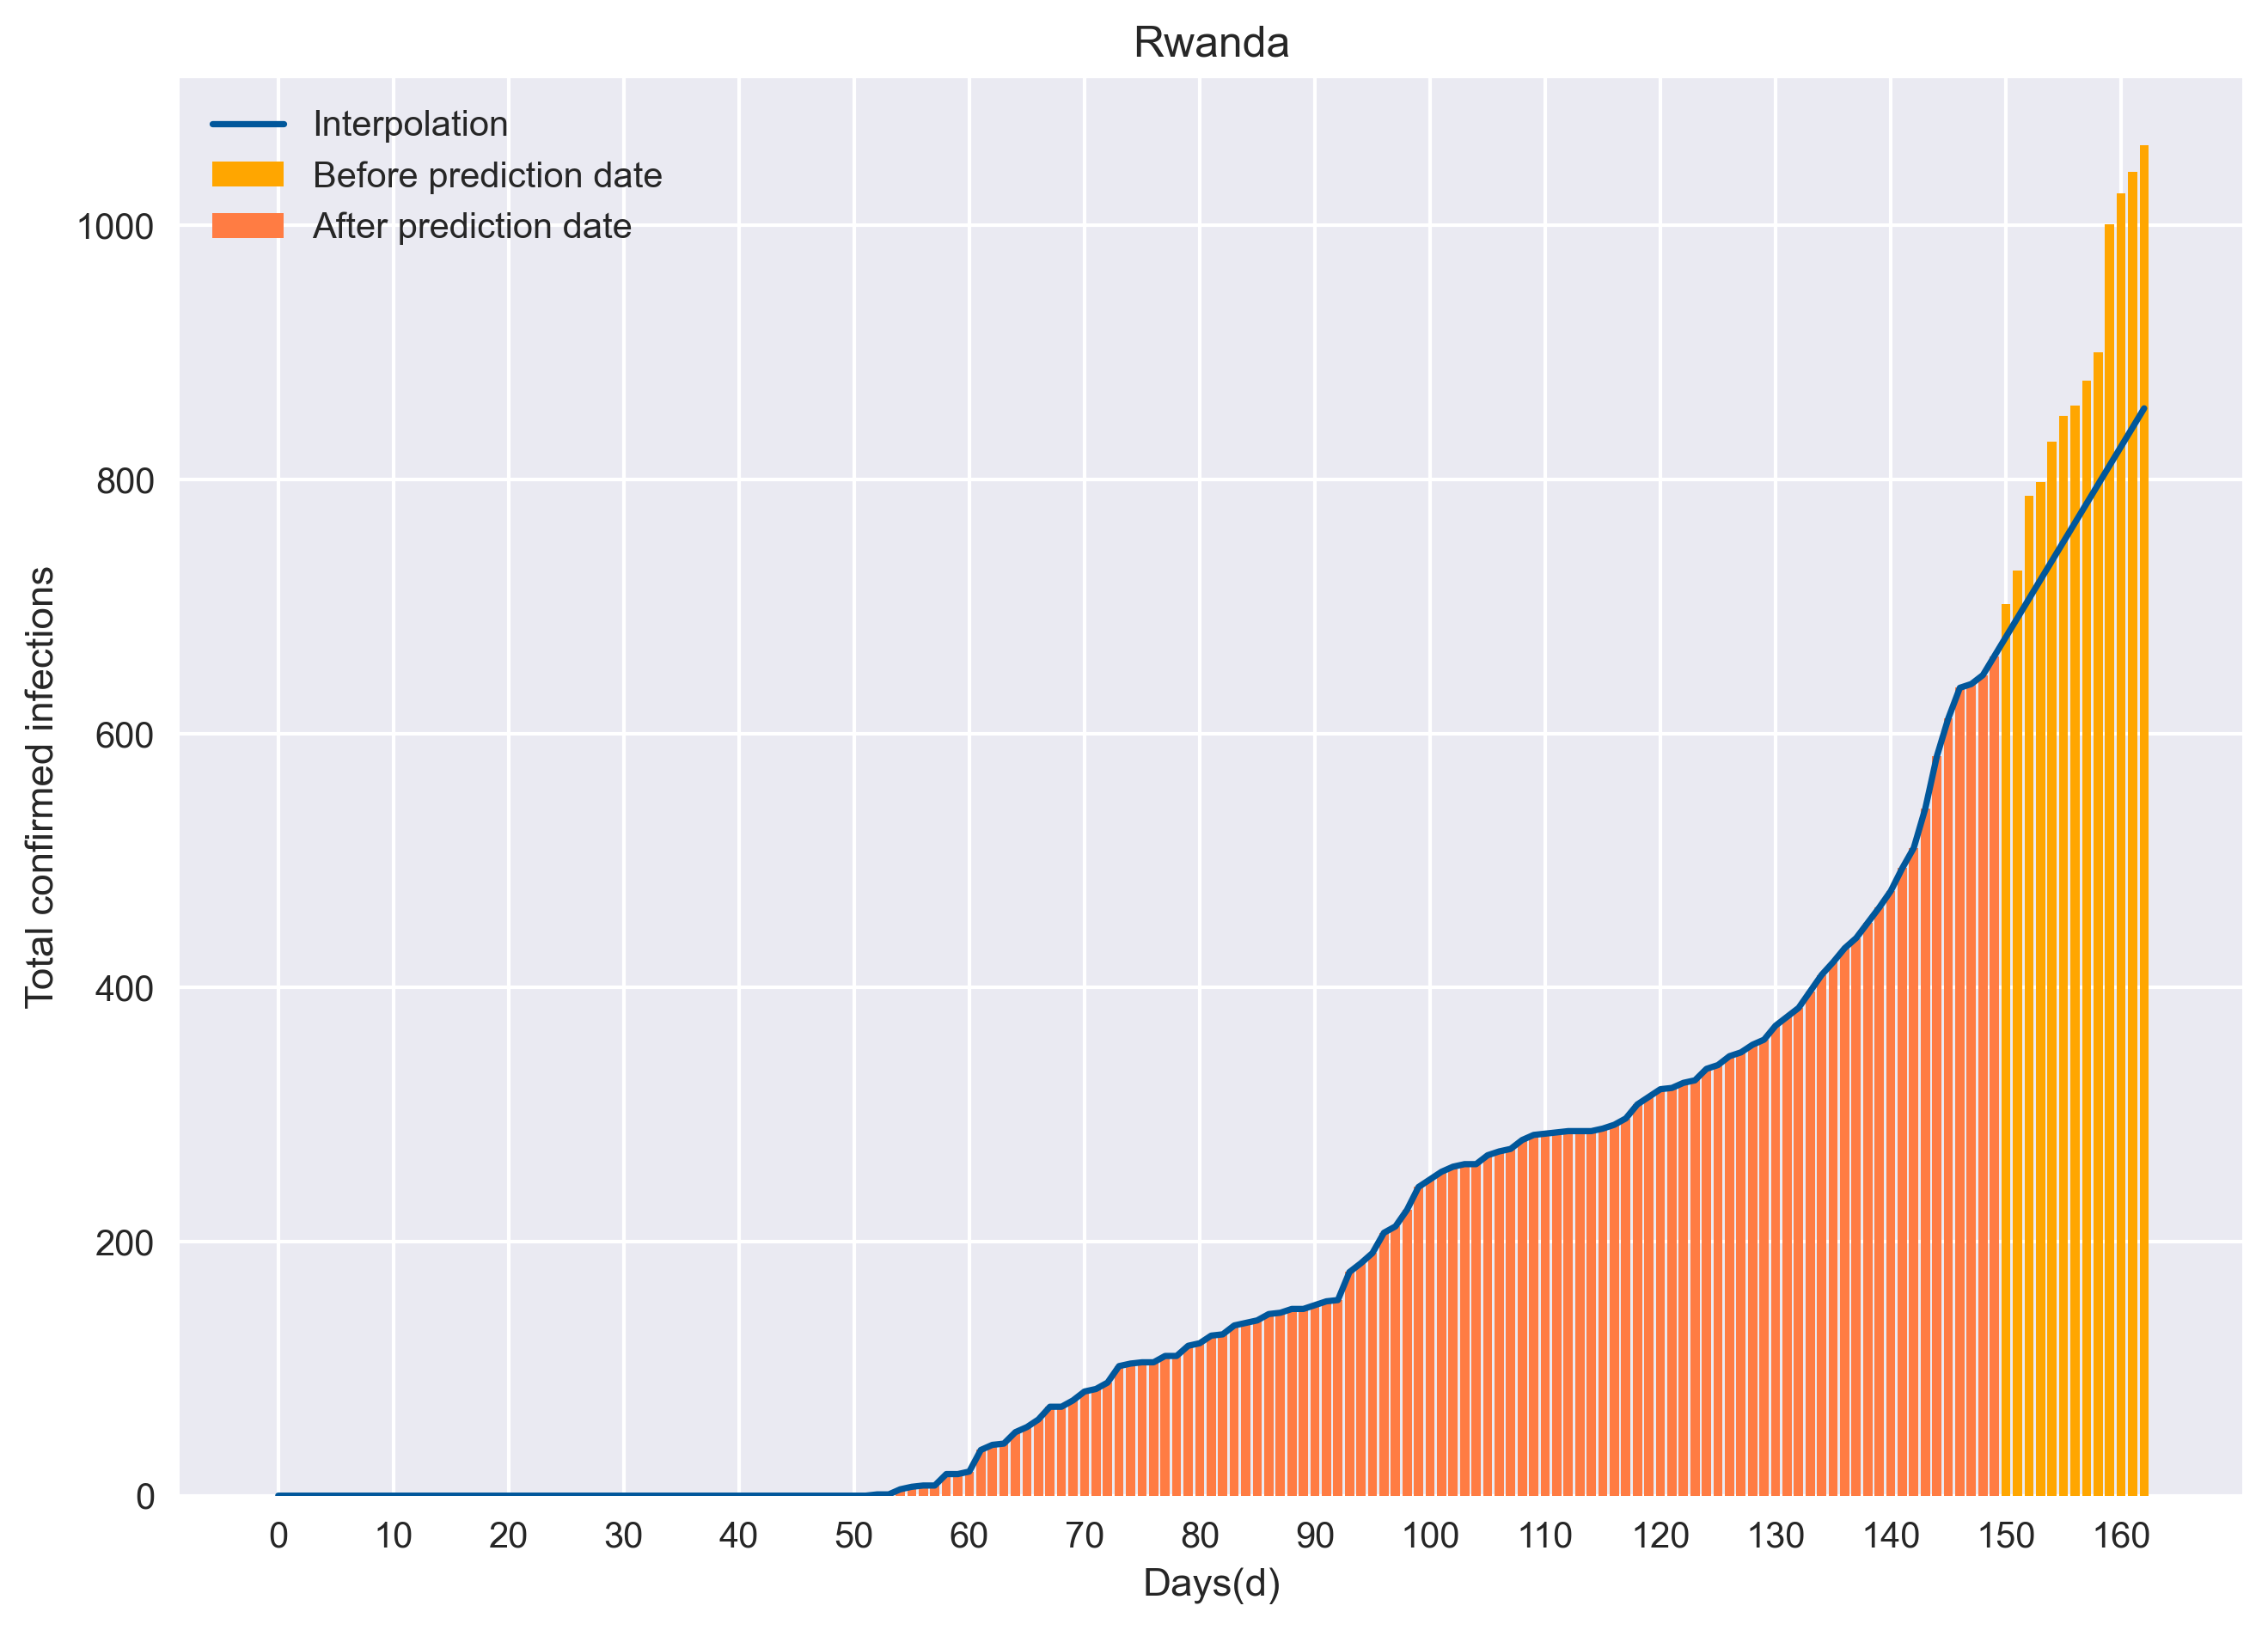 Rwanda
Interpolation
Before prediction date
After prediction date
1000
800
600
400
200
0
Total confirmed infections
0 10 20 30 40 50 60 70 80 90 100 110 120 130 140 150 160
Days(d)